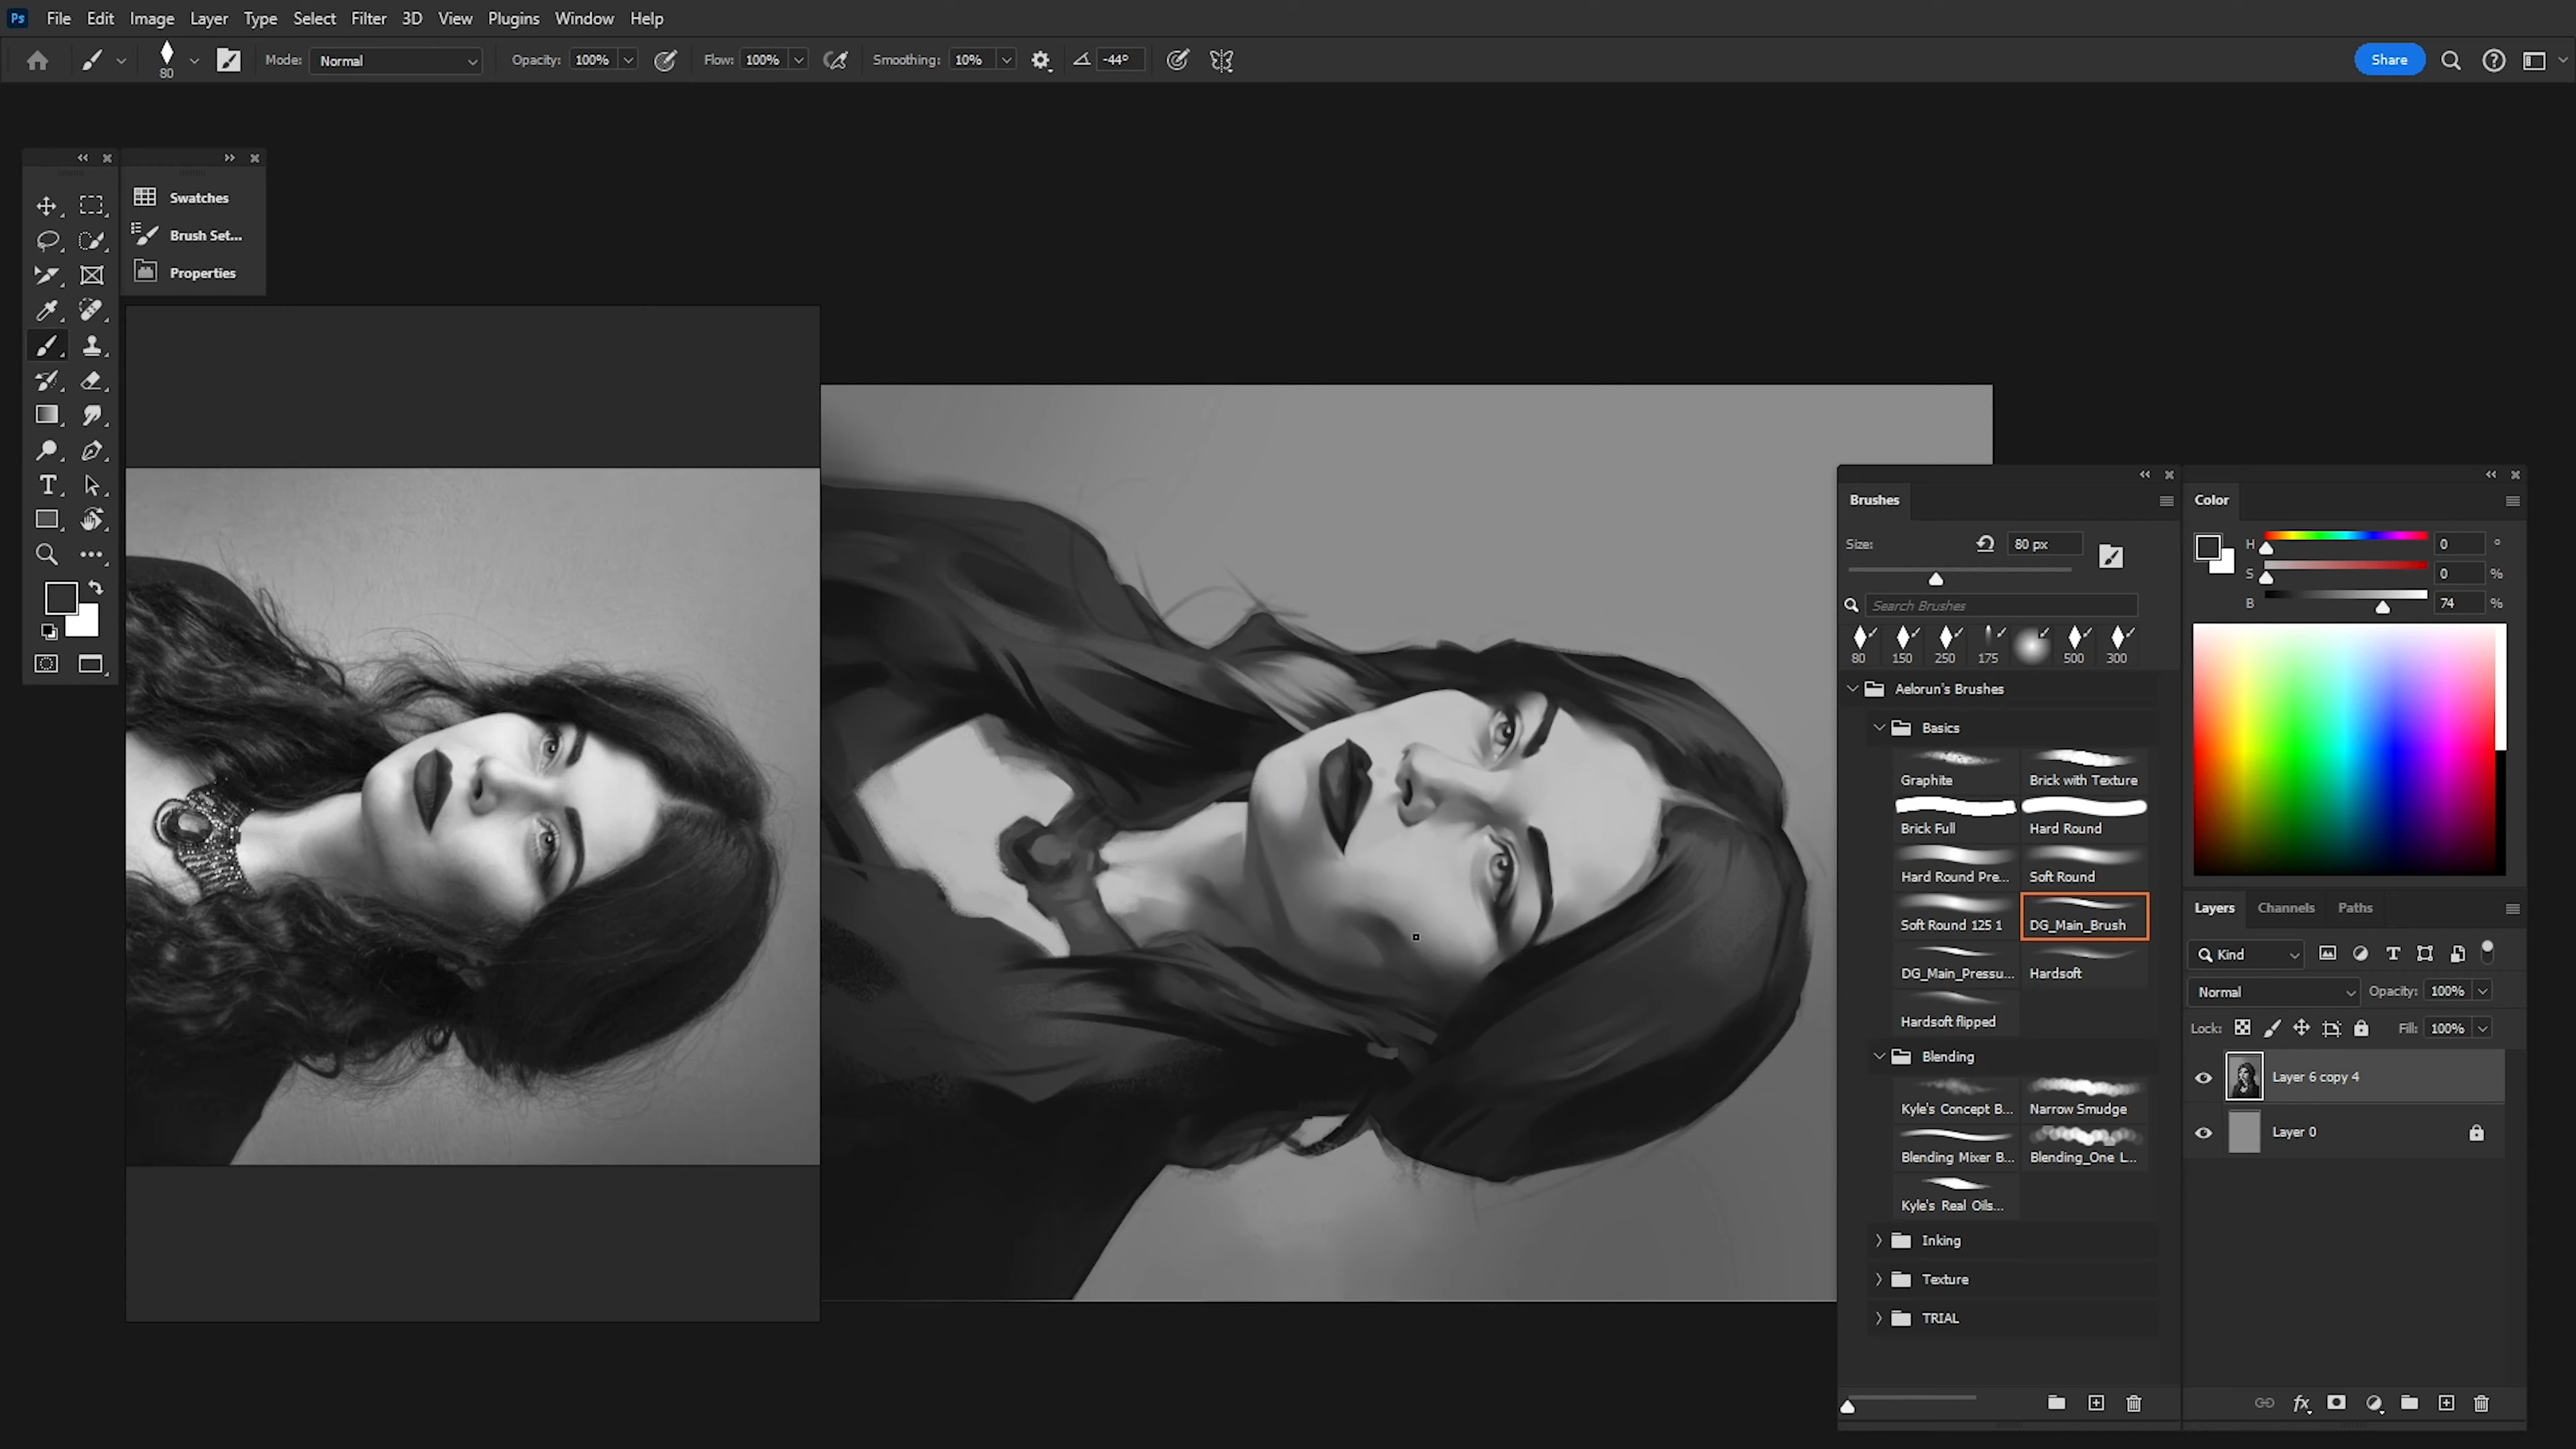 Ps File Edit Image Layer Type Select Filter 3D View Plugins Window Help
80 Mode: Normal Opacity: 100% Flow: 100% Smoothing: 10% -44° Share
Swatches
Brush Set...
Properties
Brushes
Size: 80 px
Search Brushes
80 150 250 175 500 300
Aelorun's Brushes
Basics
Graphite Brick with Texture
Brick Full Hard Round
Hard Round Pre... Soft Round
Soft Round 125 1 DG_Main_Brush
DG_Main_Pressu... Hardsoft
Hardsoft flipped
Blending
Kyle's Concept B... Narrow Smudge
Blending Mixer B... Blending_One L...
Kyle's Real Oils...
Inking
Texture
TRIAL
Color
H 0 °
S 0 %
B 74 %
Layers Channels Paths
Kind
Normal Opacity: 100%
Lock: Fill: 100%
Layer 6 copy 4
Layer 0
fx